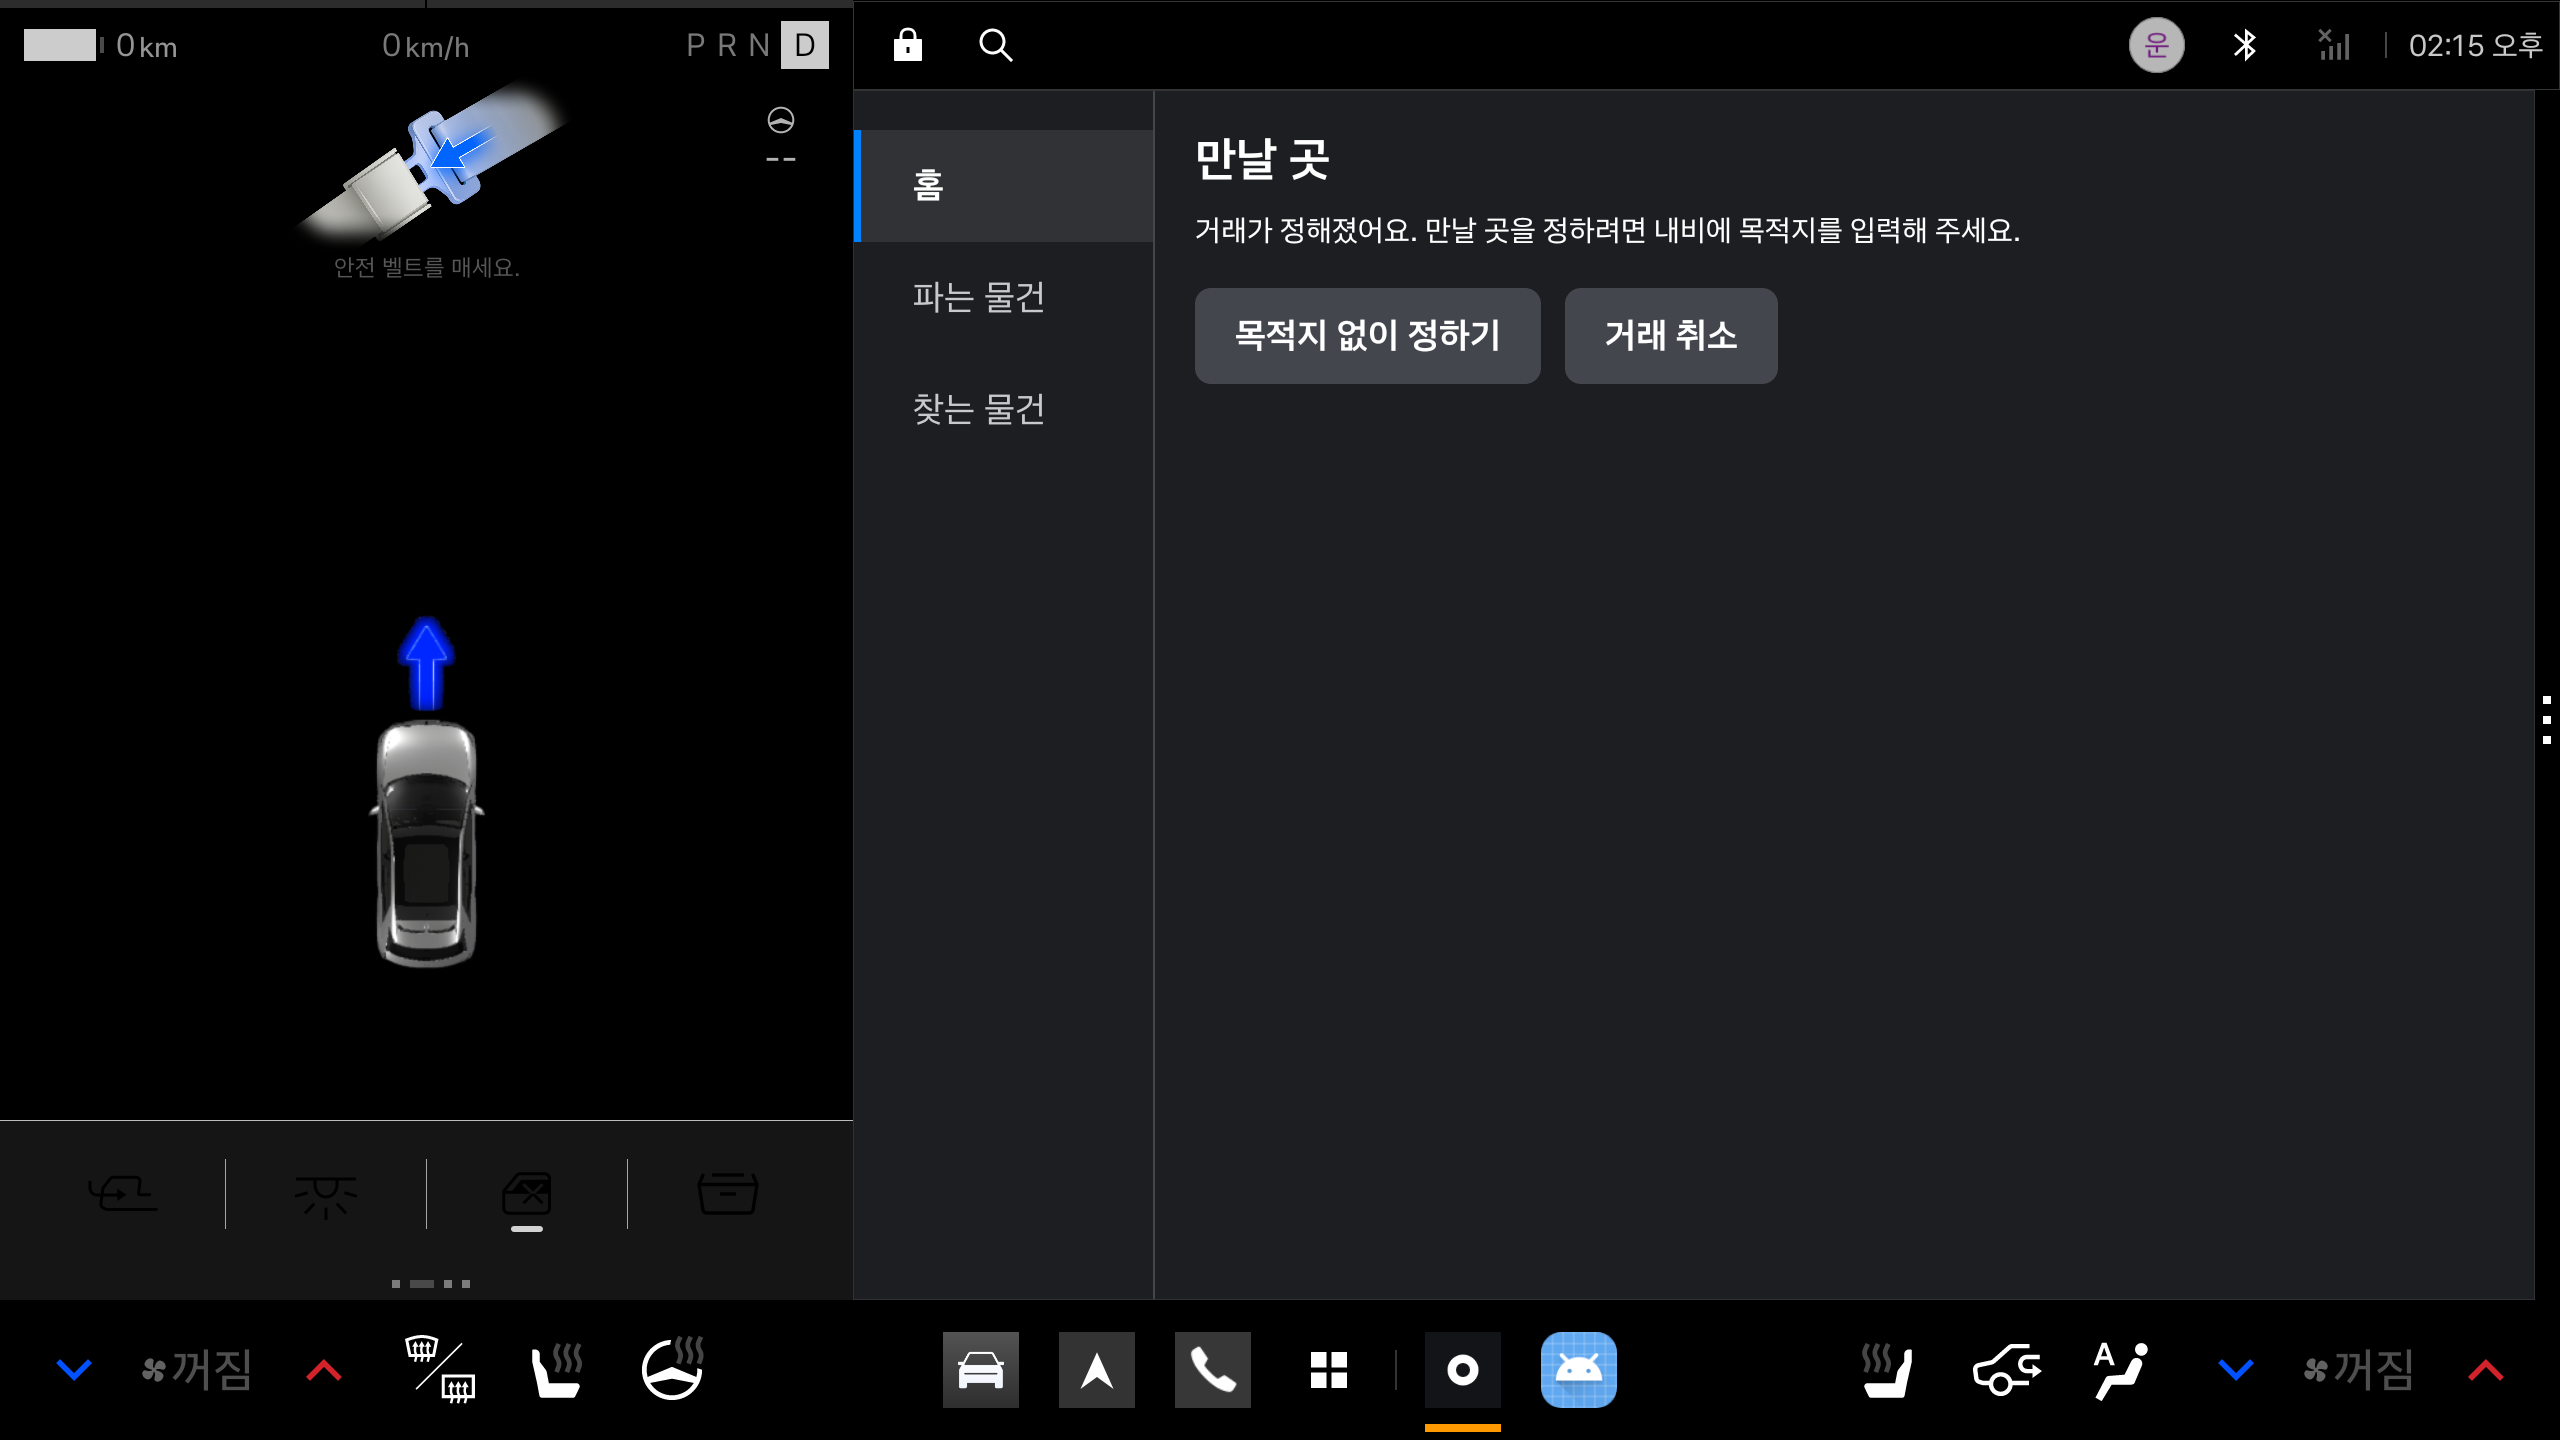 0 km
0 km/h
P R N D
안전 벨트를 매세요.
운
02:15 오후
홈
파는 물건
찾는 물건
만날 곳
거래가 정해졌어요. 만날 곳을 정하려면 내비에 목적지를 입력해 주세요.
목적지 없이 정하기
거래 취소
꺼짐
A
꺼짐